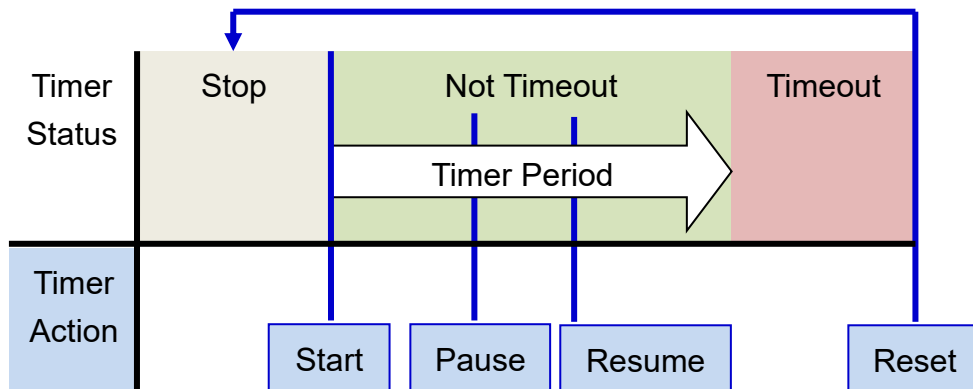 Timer
Status
Stop
Not Timeout
Timeout
Timer Period
Timer
Action
Start
Pause
Resume
Reset